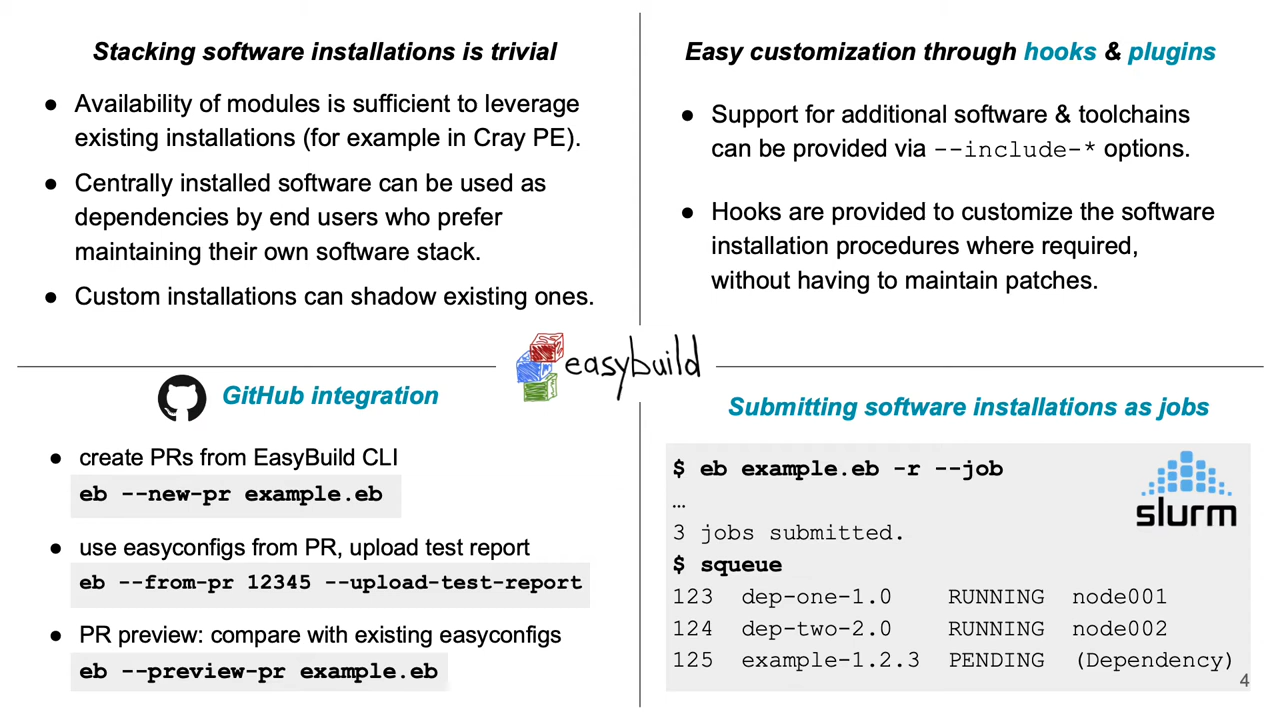 Stacking software installations is trivial
● Availability of modules is sufficient to leverage
existing installations (for example in Cray PE).
● Centrally installed software can be used as
dependencies by end users who prefer
maintaining their own software stack.
● Custom installations can shadow existing ones.
Easy customization through hooks & plugins
● Support for additional software & toolchains
can be provided via --include-* options.
● Hooks are provided to customize the software
installation procedures where required,
without having to maintain patches.
easybuild
GitHub integration
● create PRs from EasyBuild CLI
eb --new-pr example.eb
● use easyconfigs from PR, upload test report
eb --from-pr 12345 --upload-test-report
● PR preview: compare with existing easyconfigs
eb --preview-pr example.eb
Submitting software installations as jobs
$ eb example.eb -r --job
…
3 jobs submitted.
$ squeue
123 dep-one-1.0 RUNNING node001
124 dep-two-2.0 RUNNING node002
125 example-1.2.3 PENDING (Dependency)
slurm
4